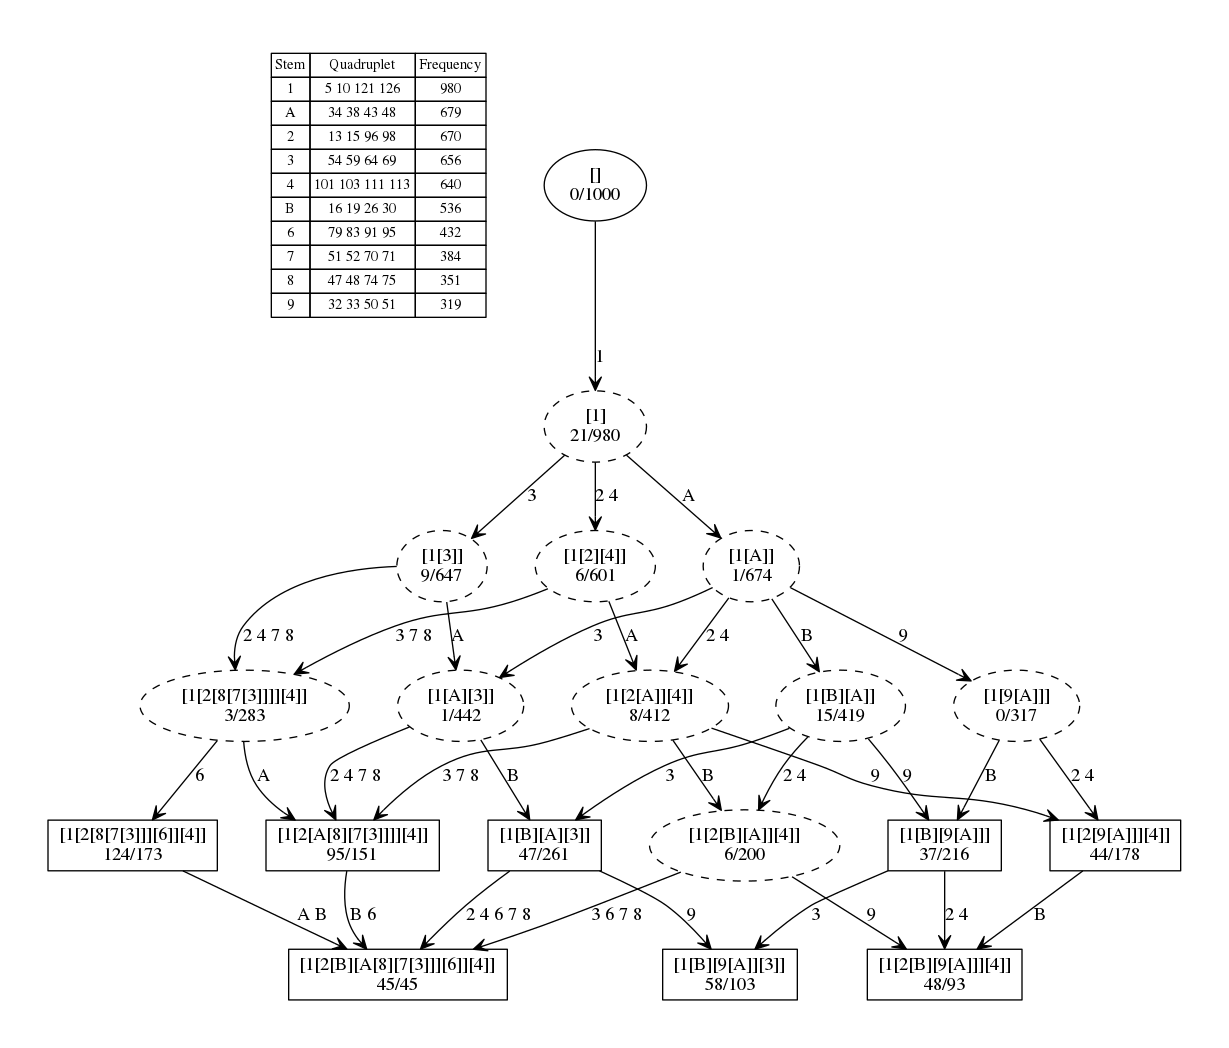 Stem Quadruplet Frequency
1 5 10 121 126 980
A 34 38 43 48 679
2 13 15 96 98 670
3 54 59 64 69 656
4 101 103 111 113 640
B 16 19 26 30 536
6 79 83 91 95 432
7 51 52 70 71 384
8 47 48 74 75 351
9 32 33 50 51 319
[]
0/1000
1
[1]
21/980
3 2 4 A
[1[3]] [1[2][4]] [1[A]]
9/647 6/601 1/674
2 4 7 8 3 7 8 A 3 A 2 4 B 9
[1[2[8[7[3]]]]][4]] [1[A][3]] [1[2[A]][4]] [1[B][A]] [1[9[A]]]
3/283 1/442 8/412 15/419 0/317
6 A 2 4 7 8 3 7 8 B 3 B 2 4 9 9 B 2 4
[1[2[8[7[3]]]][6]][4]] [1[2[A[8][7[3]]]][4]] [1[B][A][3]] [1[2[B][A]][4]] [1[B][9[A]]] [1[2[9[A]]][4]]
124/173 95/151 47/261 6/200 37/216 44/178
A B B 6 2 4 6 7 8 3 6 7 8 9 3 9 2 4 B
[1[2[B][A[8][7[3]]][6]][4]] [1[B][9[A]][3]] [1[2[B][9[A]]][4]]
45/45 58/103 48/93